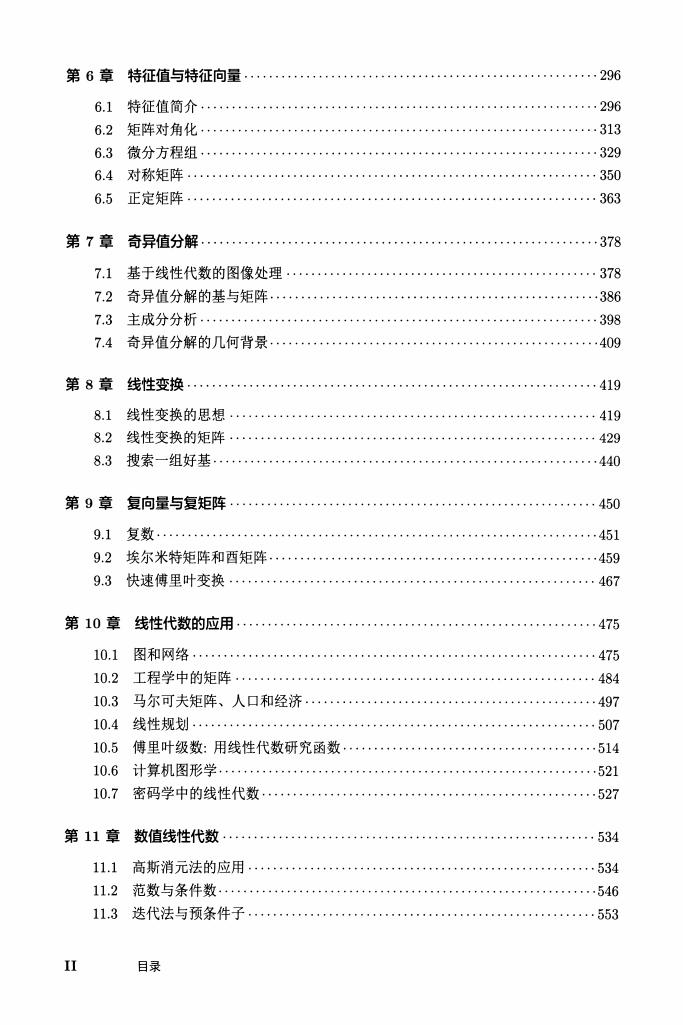 第 6 章 特征值与特征向量 296
6.1 特征值简介 296
6.2 矩阵对角化 313
6.3 微分方程组 329
6.4 对称矩阵 350
6.5 正定矩阵 363
第 7 章 奇异值分解 378
7.1 基于线性代数的图像处理 378
7.2 奇异值分解的基与矩阵 386
7.3 主成分分析 398
7.4 奇异值分解的几何背景 409
第 8 章 线性变换 419
8.1 线性变换的思想 419
8.2 线性变换的矩阵 429
8.3 搜索一组好基 440
第 9 章 复向量与复矩阵 450
9.1 复数 451
9.2 埃尔米特矩阵和酉矩阵 459
9.3 快速傅里叶变换 467
第 10 章 线性代数的应用 475
10.1 图和网络 475
10.2 工程学中的矩阵 484
10.3 马尔可夫矩阵、人口和经济 497
10.4 线性规划 507
10.5 傅里叶级数: 用线性代数研究函数 514
10.6 计算机图形学 521
10.7 密码学中的线性代数 527
第 11 章 数值线性代数 534
11.1 高斯消元法的应用 534
11.2 范数与条件数 546
11.3 迭代法与预条件子 553
II 目录